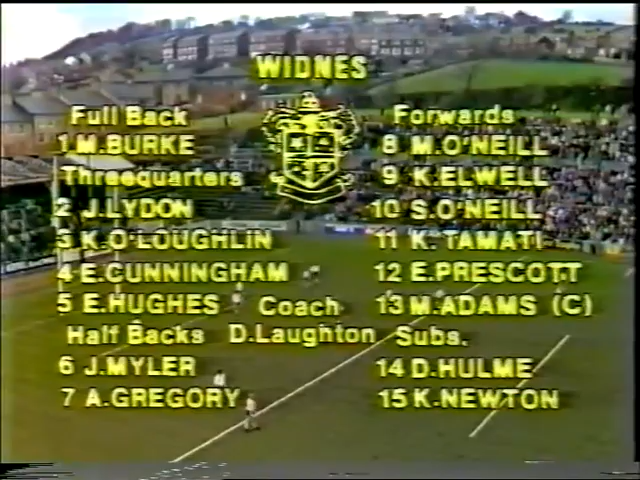 WIDNES
Full Back
1 M.BURKE
Threequarters
2 J.LYDON
3 K.O'LOUGHLIN
4 E.CUNNINGHAM
5 E.HUGHES
Half Backs
6 J.MYLER
7 A.GREGORY
Coach
D.Laughton
Forwards
8 M.O'NEILL
9 K.ELWELL
10 S.O'NEILL
11 K.TAMATI
12 E.PRESCOTT
13 M.ADAMS (C)
Subs.
14 D.HULME
15 K.NEWTON